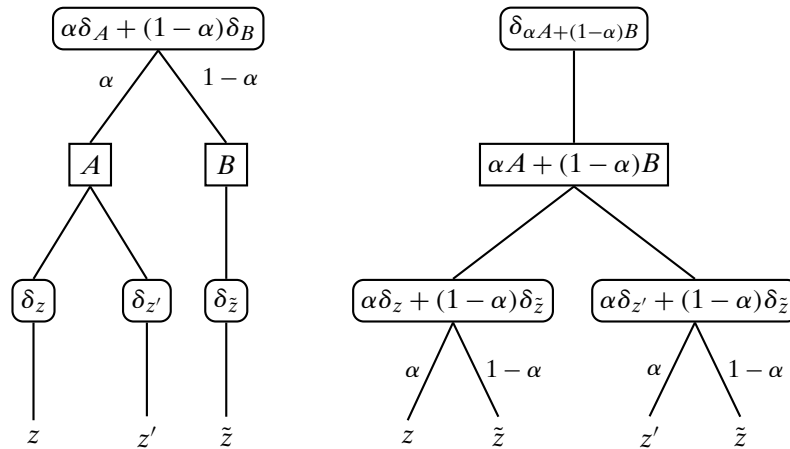 αδ_A + (1−α)δ_B
α 1−α
A B
δ_z δ_z′ δ_z̃
z z′ z̃
δ_αA+(1−α)B
αA + (1−α)B
αδ_z + (1−α)δ_z̃ αδ_z′ + (1−α)δ_z̃
α 1−α α 1−α
z z̃ z′ z̃